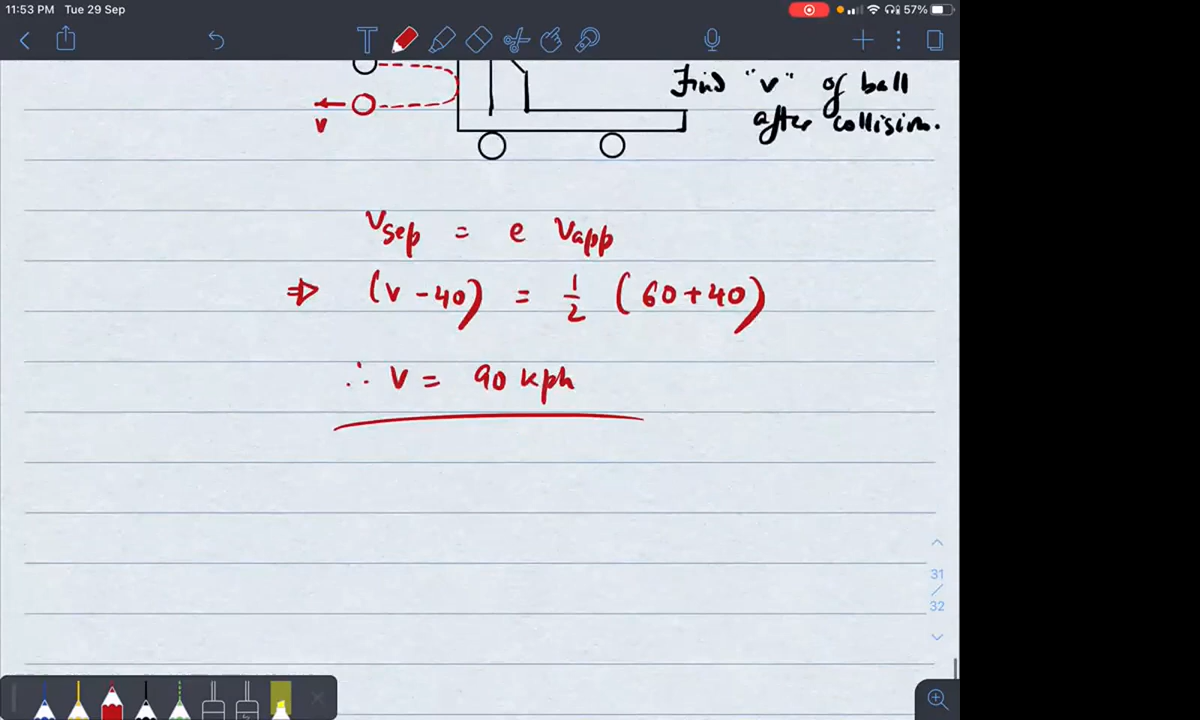 11:53 PM Tue 29 Sep
57%
T
Find "v" of ball
after collision.
v
Vsep = e Vapp
⇒ (v - 40) = 1/2 (60 + 40)
∴ v = 90 kph
31
/
32